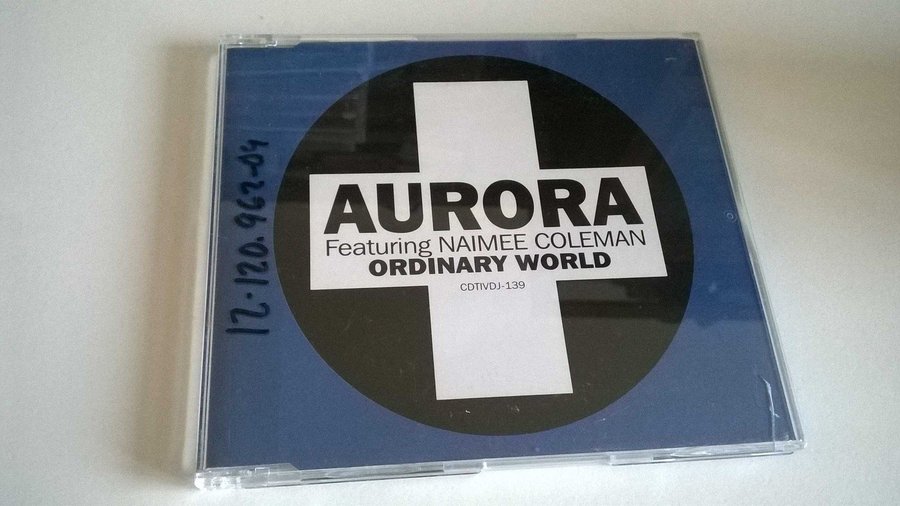 AURORA
Featuring NAIMEE COLEMAN
ORDINARY WORLD
CDTIVDJ-139
12-120.962-04